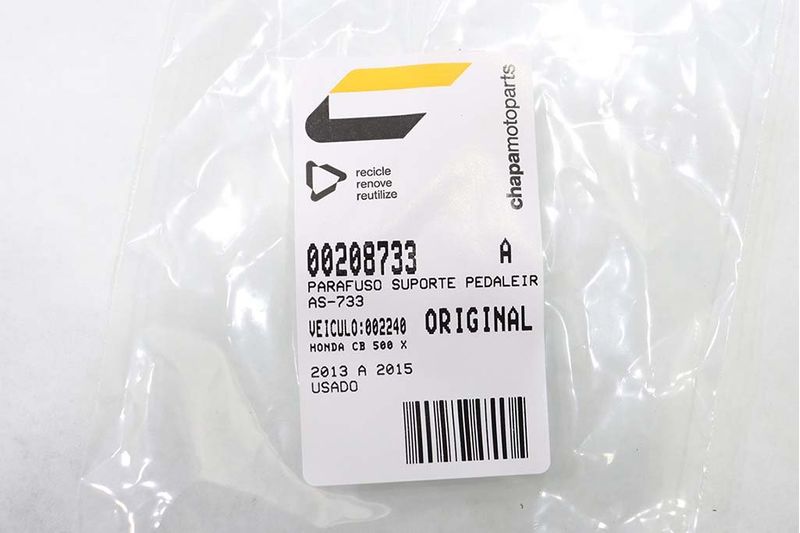 chapamotoparts
recicle
renove
reutilize
00208733 A
PARAFUSO SUPORTE PEDALEIR
AS-733
VEICULO:002240 ORIGINAL
HONDA CB 500 X
2013 A 2015
USADO